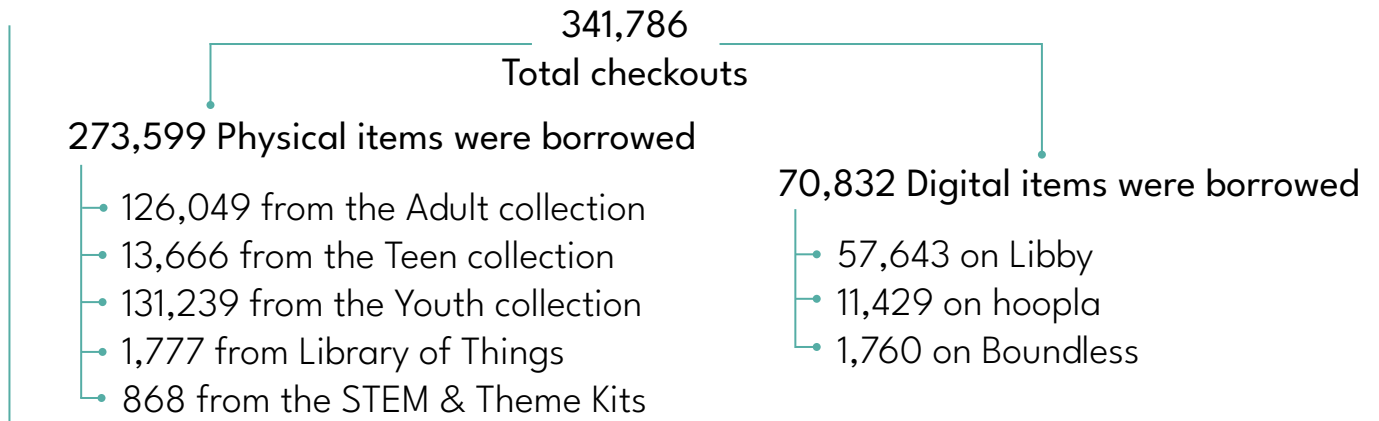 341,786
Total checkouts
273,599 Physical items were borrowed
126,049 from the Adult collection
13,666 from the Teen collection
131,239 from the Youth collection
1,777 from Library of Things
868 from the STEM & Theme Kits
70,832 Digital items were borrowed
57,643 on Libby
11,429 on hoopla
1,760 on Boundless